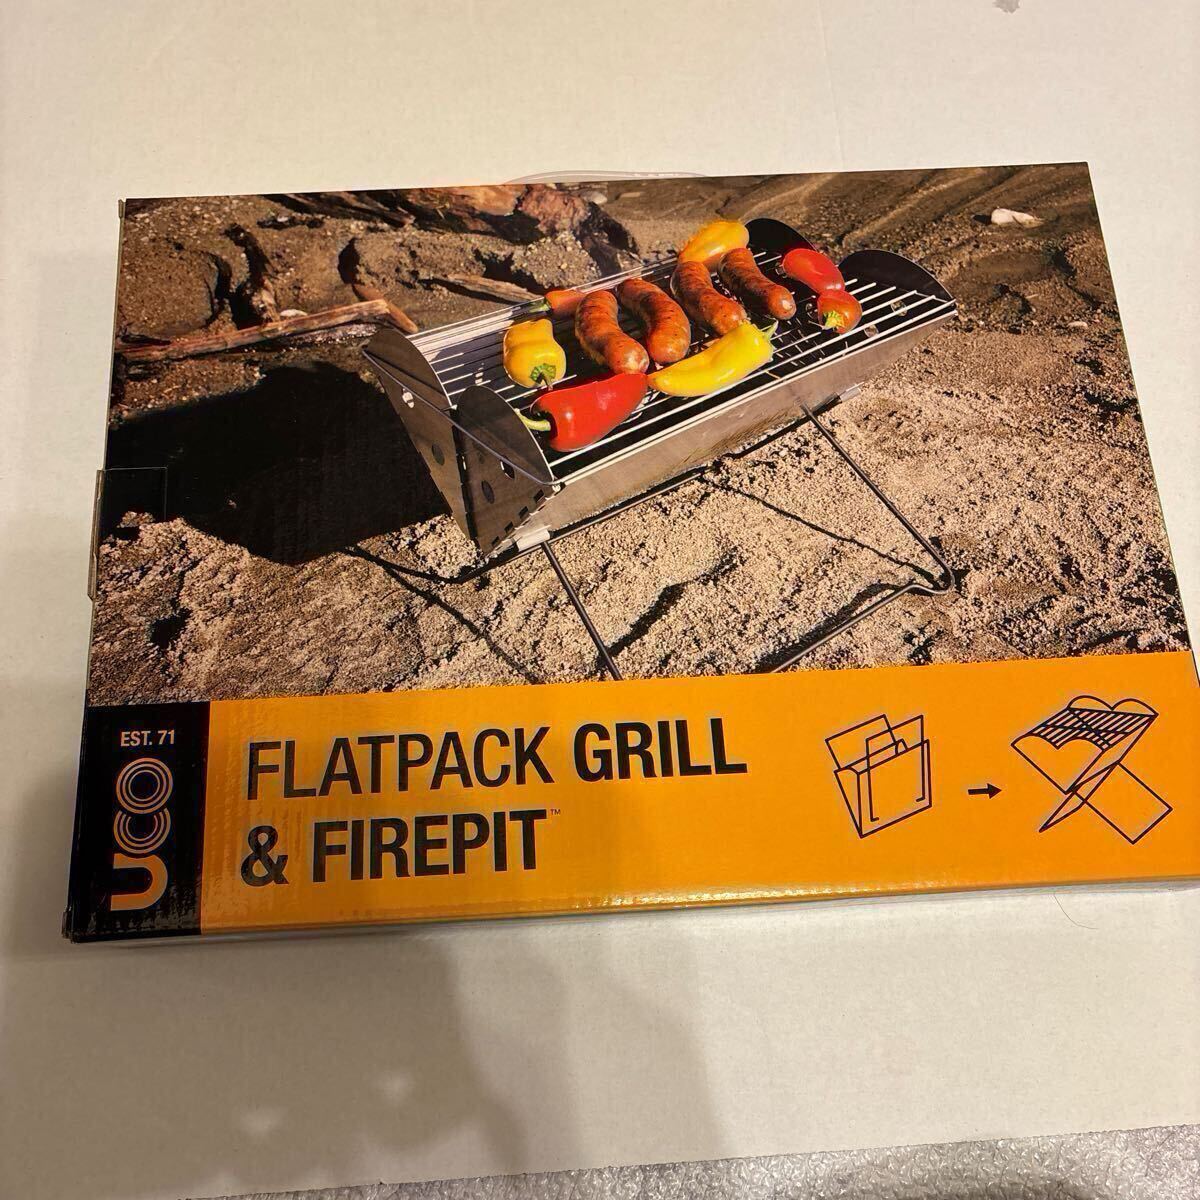 EST. 71
UCO
FLATPACK GRILL
& FIREPIT™